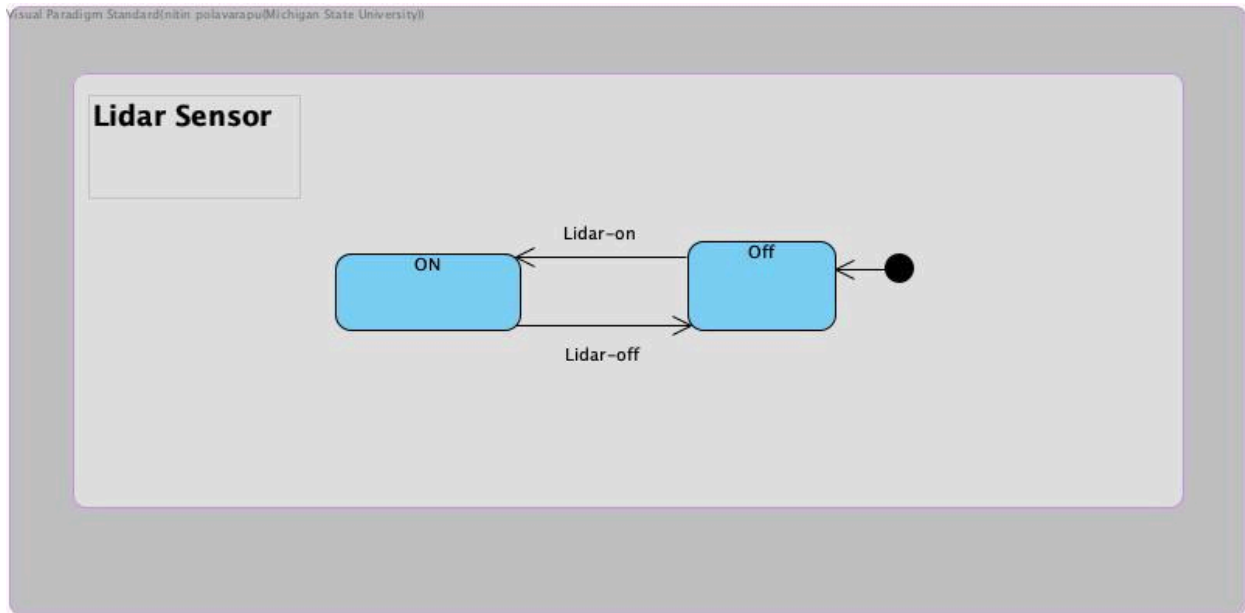 Visual Paradigm Standard(nitin polavarapu(Michigan State University))
Lidar Sensor
Lidar-on
ON
Off
Lidar-off